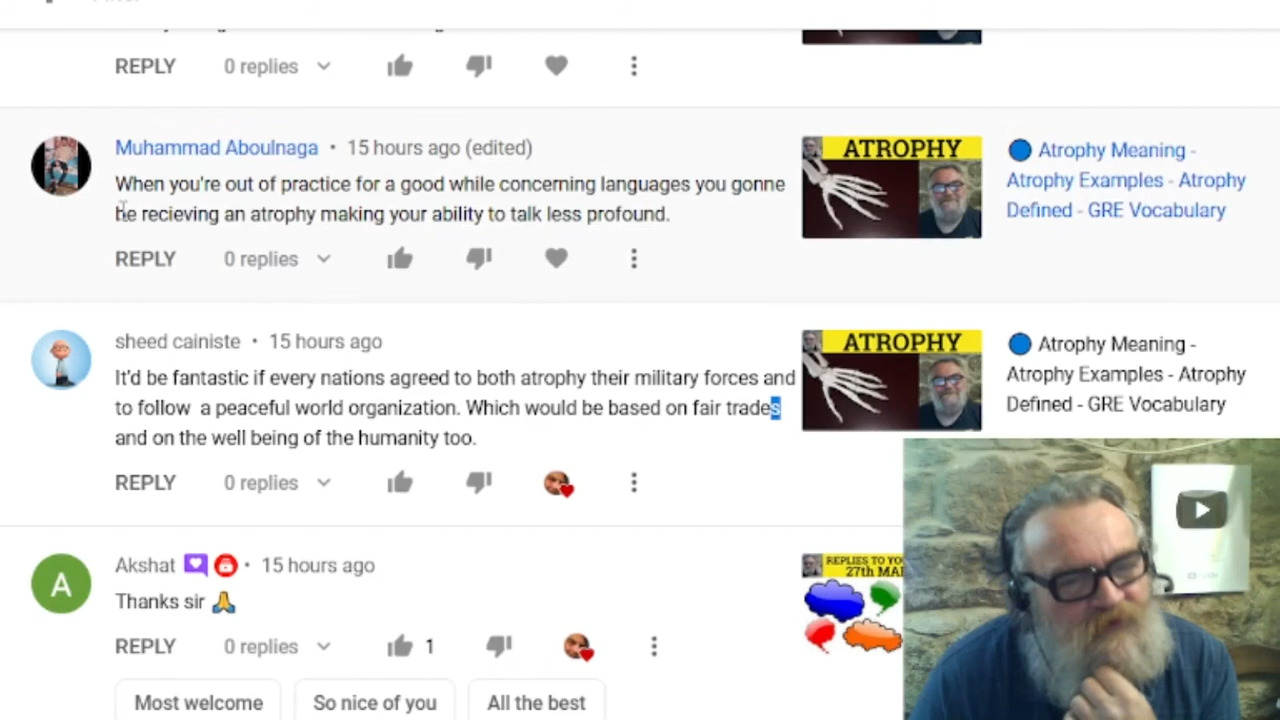 REPLY 0 replies
Muhammad Aboulnaga • 15 hours ago (edited)
When you're out of practice for a good while concerning languages you gonne
be recieving an atrophy making your ability to talk less profound.
REPLY 0 replies
ATROPHY
🔵 Atrophy Meaning -
Atrophy Examples - Atrophy
Defined - GRE Vocabulary
sheed cainiste • 15 hours ago
It'd be fantastic if every nations agreed to both atrophy their military forces and
to follow a peaceful world organization. Which would be based on fair trades
and on the well being of the humanity too.
REPLY 0 replies
ATROPHY
🔵 Atrophy Meaning -
Atrophy Examples - Atrophy
Defined - GRE Vocabulary
A
Akshat • 15 hours ago
Thanks sir 🙏
REPLY 0 replies 1
REPLIES TO YO
27th MA
Most welcome So nice of you All the best